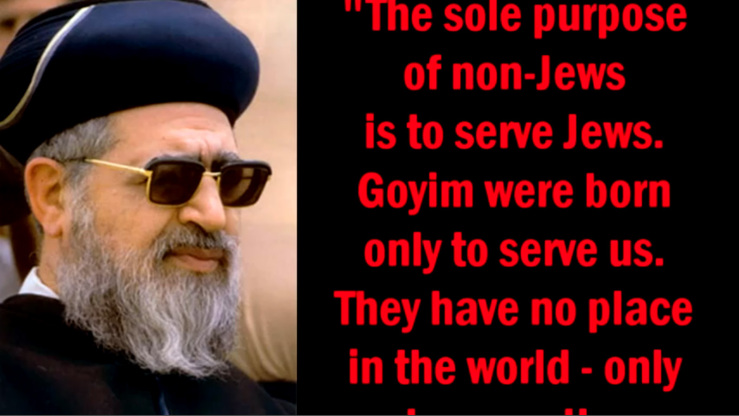 "The sole purpose
of non-Jews
is to serve Jews.
Goyim were born
only to serve us.
They have no place
in the world - only